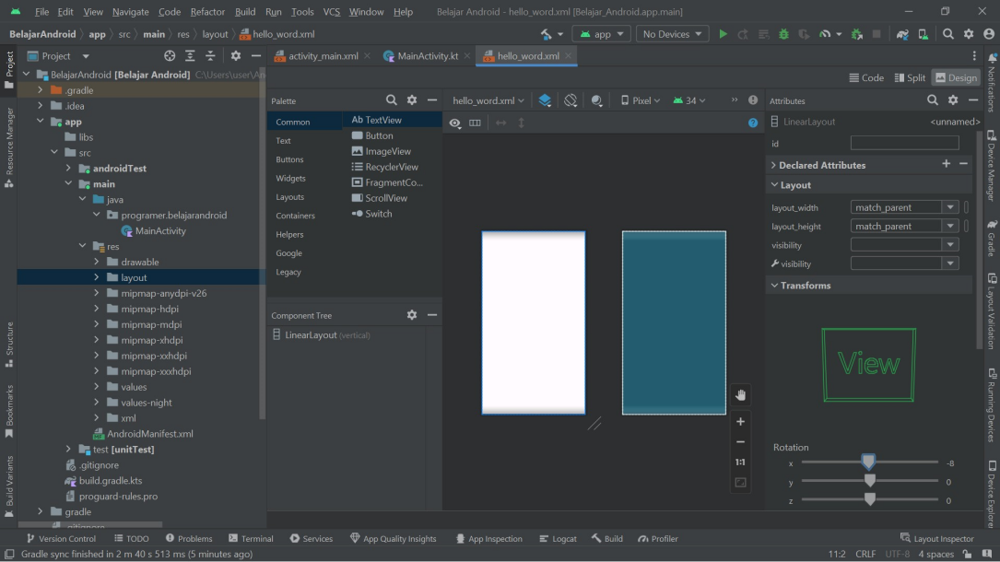 File Edit View Navigate Code Refactor Build Run Tools VCS Window Help Belajar Android - hello_word.xml [Belajar_Android.app.main]
BelajarAndroid app src main res layout hello_word.xml app No Devices
Project
activity_main.xml MainActivity.kt hello_word.xml
Code Split Design
BelajarAndroid [Belajar Android]
.gradle
.idea
app
libs
src
androidTest
main
java
programer.belajarandroid
MainActivity
res
drawable
layout
mipmap-anydpi-v26
mipmap-hdpi
mipmap-mdpi
mipmap-xhdpi
mipmap-xxhdpi
mipmap-xxxhdpi
values
values-night
xml
AndroidManifest.xml
test [unitTest]
.gitignore
build.gradle.kts
proguard-rules.pro
gradle
Project
Resource Manager
Structure
Bookmarks
Build Variants
Palette
Common
Text
Buttons
Widgets
Layouts
Containers
Helpers
Google
Legacy
Ab TextView
Button
ImageView
RecyclerView
FragmentCo...
ScrollView
Switch
Component Tree
LinearLayout (vertical)
hello_word.xml Pixel 34
1:1
Attributes
LinearLayout <unnamed>
id
Declared Attributes
Layout
layout_width match_parent
layout_height match_parent
visibility
visibility
Transforms
View
Rotation
x -8
y 0
z 0
Notifications
Device Manager
Gradle
Layout Validation
Running Devices
Device Explorer
Version Control TODO Problems Terminal Services App Quality Insights App Inspection Logcat Build Profiler Layout Inspector
Gradle sync finished in 2 m 40 s 513 ms (5 minutes ago) 11:2 CRLF UTF-8 4 spaces